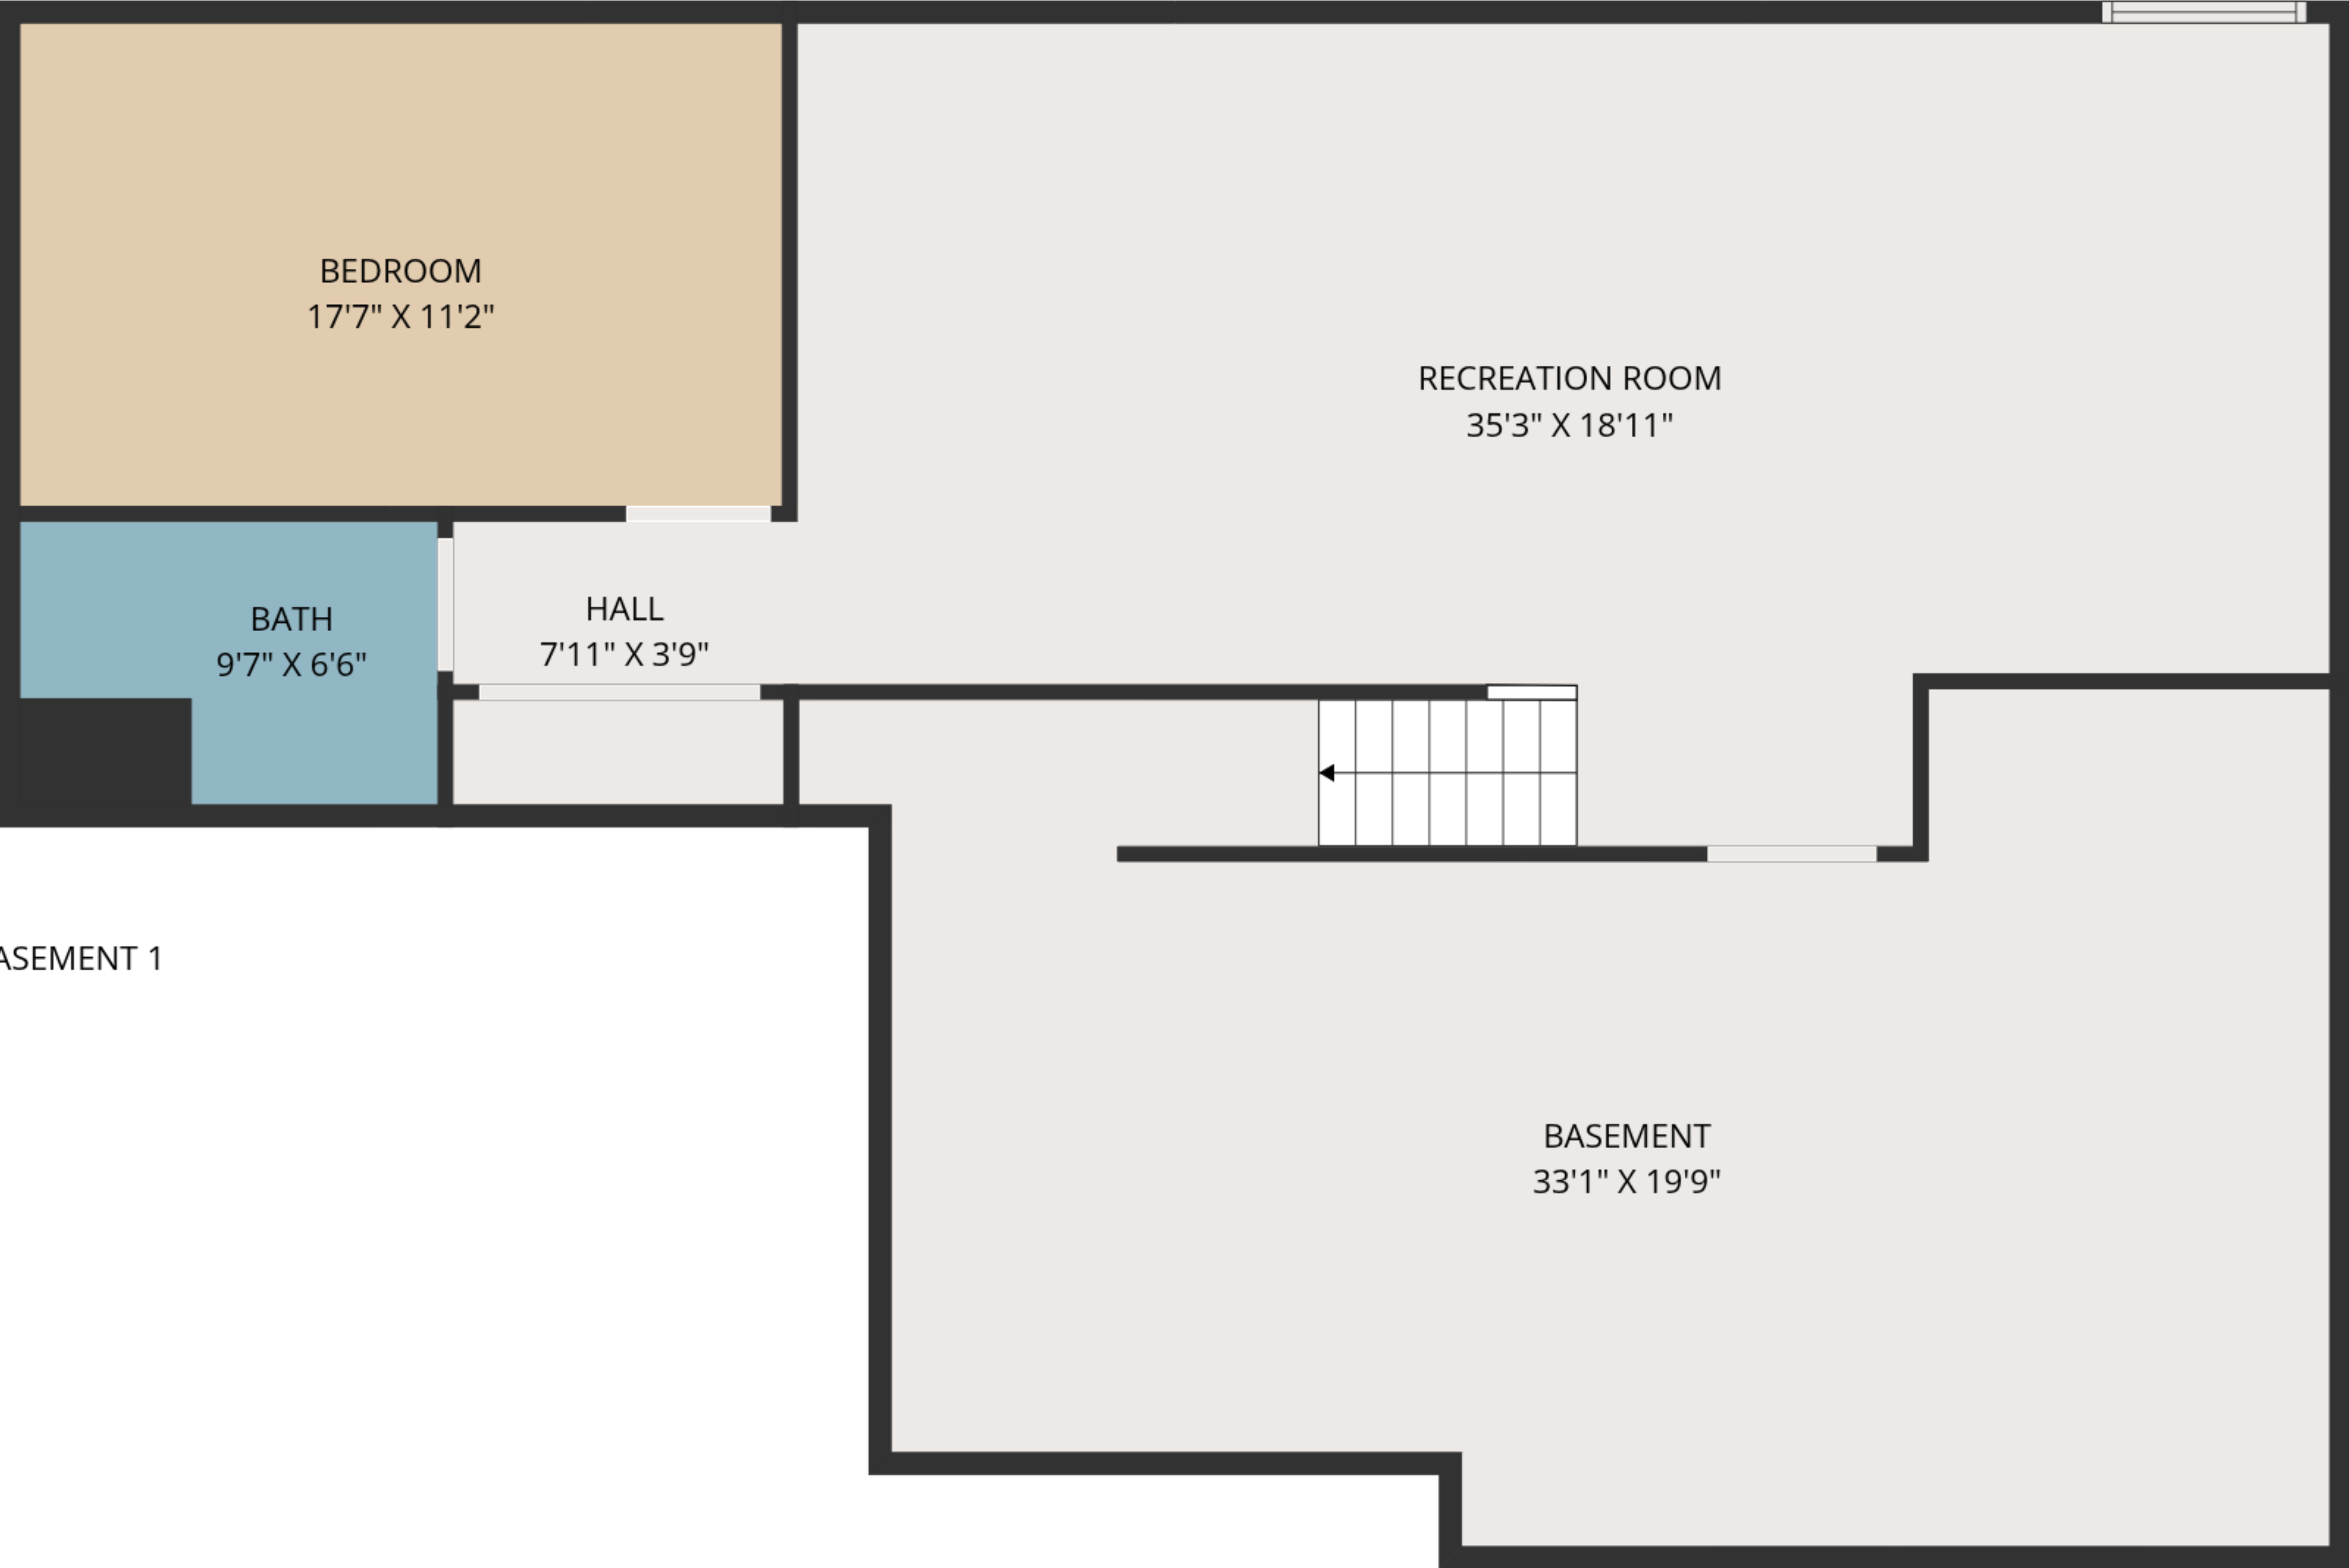 BEDROOM
17'7" X 11'2"
RECREATION ROOM
35'3" X 18'11"
BATH
9'7" X 6'6"
HALL
7'11" X 3'9"
ASEMENT 1
BASEMENT
33'1" X 19'9"